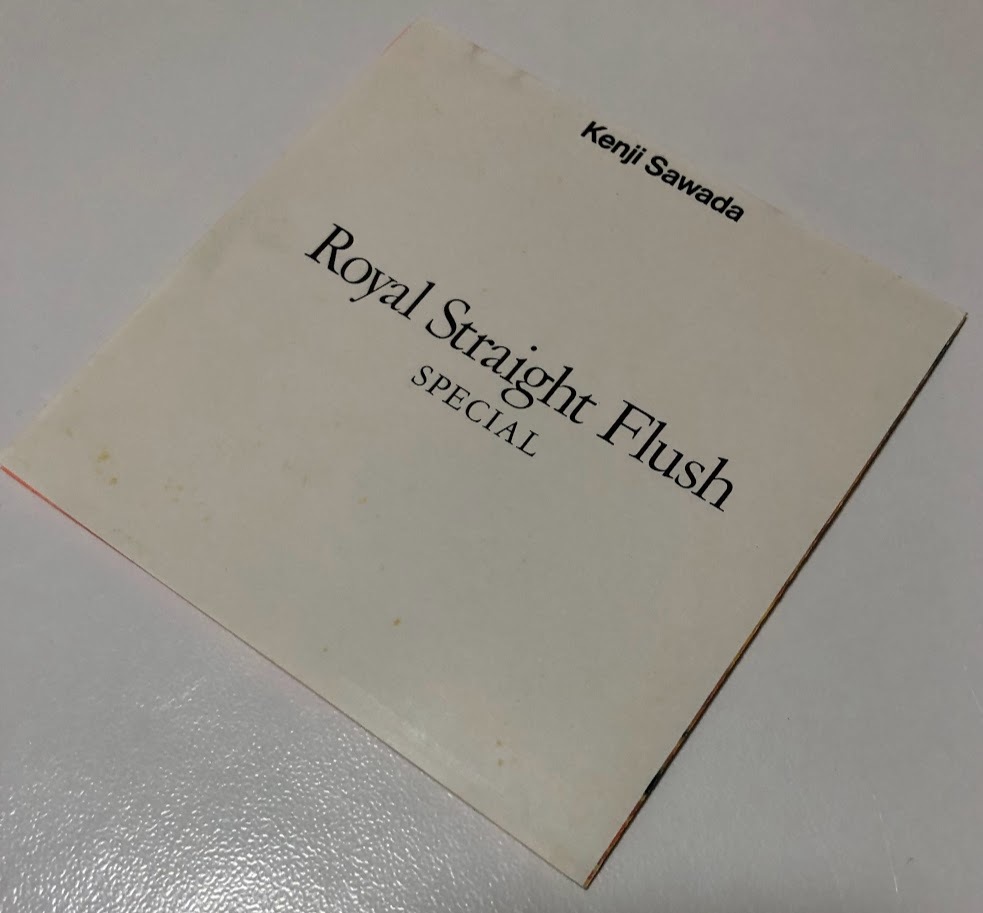 Kenji Sawada
Royal Straight Flush
SPECIAL